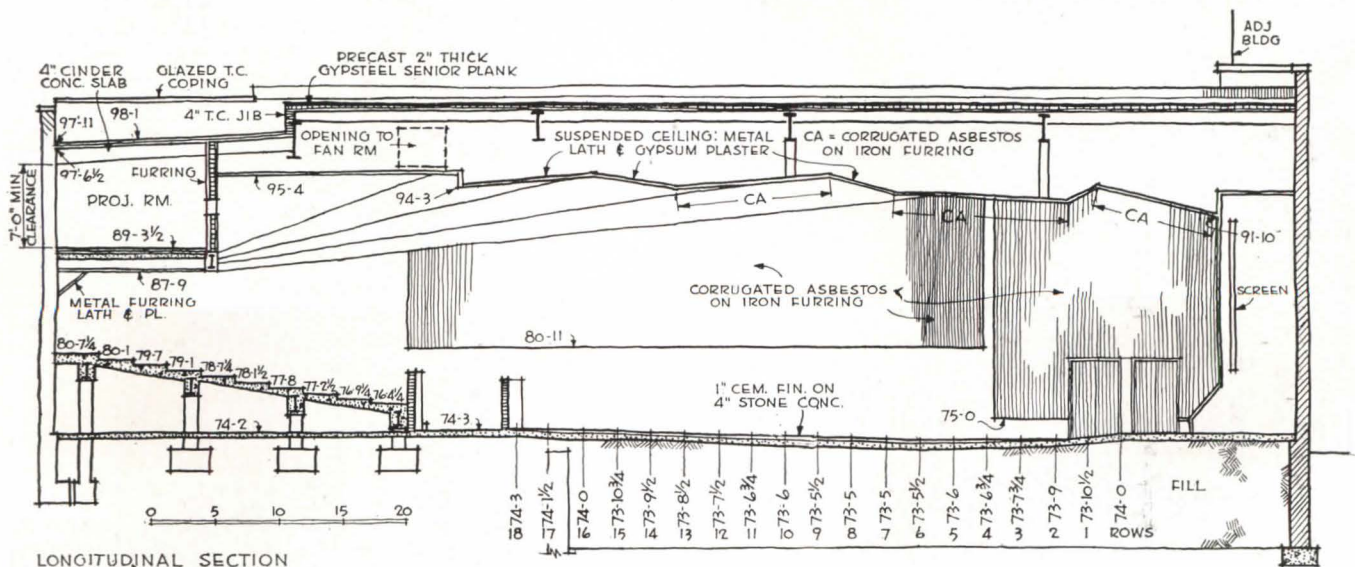 ADJ
BLDG
PRECAST 2" THICK
GYPSTEEL SENIOR PLANK
4" CINDER
CONC. SLAB
GLAZED T.C.
COPING
4" T.C. JIB
97-11
98-1
OPENING TO
FAN RM
SUSPENDED CEILING: METAL
LATH & GYPSUM PLASTER
CA = CORRUGATED ASBESTOS
ON IRON FURRING
97-6½
FURRING
95-4
94-3
CA
CA
CA
91-10
7'-0" MIN.
CLEARANCE
PROJ. RM.
89-3½
I
87-9
METAL FURRING
LATH & PL.
CORRUGATED ASBESTOS
ON IRON FURRING
SCREEN
80-11
80-7¼
80-1
79-7
79-1
78-7¼
78-1½
77-8
77-2½
76-9¼
76-4¼
1" CEM. FIN. ON
4" STONE CONC.
74-2
74-3
75-0
18 74-3
17 74-1½
16 74-0
15 73-10¾
14 73-9½
13 73-8½
12 73-7½
11 73-6¾
10 73-6
9 73-5½
8 73-5
7 73-5
6 73-5½
5 73-6
4 73-6¾
3 73-7¾
2 73-9
1 73-10½
ROWS 74-0
FILL
0 5 10 20
LONGITUDINAL SECTION